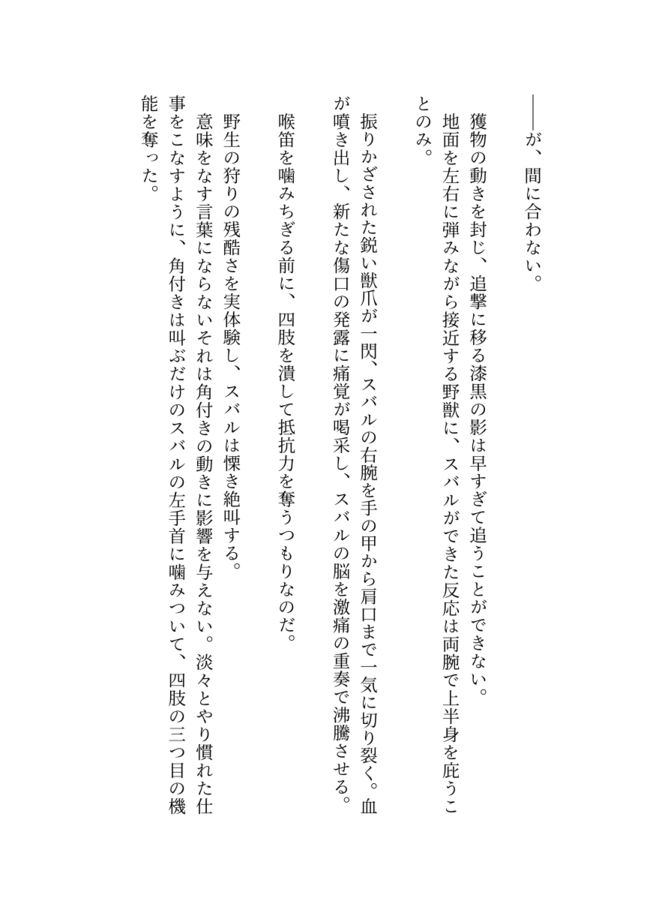 ――が、間に合わない。
　獲物の動きを封じ、追撃に移る漆黒の影は早すぎて追うことができない。
　地面を左右に弾みながら接近する野獣に、スバルができた反応は両腕で上半身を庇うこ
とのみ。
　振りかざされた鋭い獣爪が一閃、スバルの右腕を手の甲から肩口まで一気に切り裂く。血
が噴き出し、新たな傷口の発露に痛覚が喝采し、スバルの脳を激痛の重奏で沸騰させる。
　喉笛を噛みちぎる前に、四肢を潰して抵抗力を奪うつもりなのだ。
　野生の狩りの残酷さを実体験し、スバルは慄き絶叫する。
　意味をなす言葉にならないそれは角付きの動きに影響を与えない。淡々とやり慣れた仕
事をこなすように、角付きは叫ぶだけのスバルの左手首に噛みついて、四肢の三つ目の機
能を奪った。